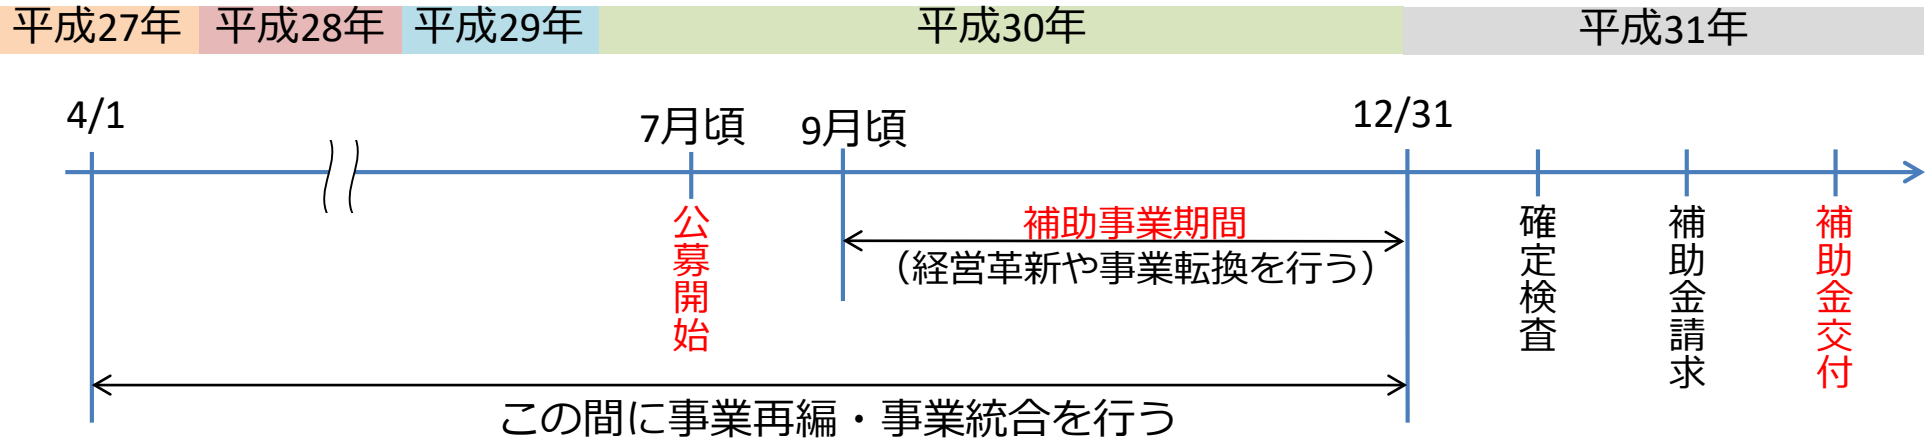 平成27年
平成28年
平成29年
平成30年
平成31年
4/1
7月頃
9月頃
12/31
公募開始
補助事業期間
（経営革新や事業転換を行う）
確定検査
補助金請求
補助金交付
この間に事業再編・事業統合を行う